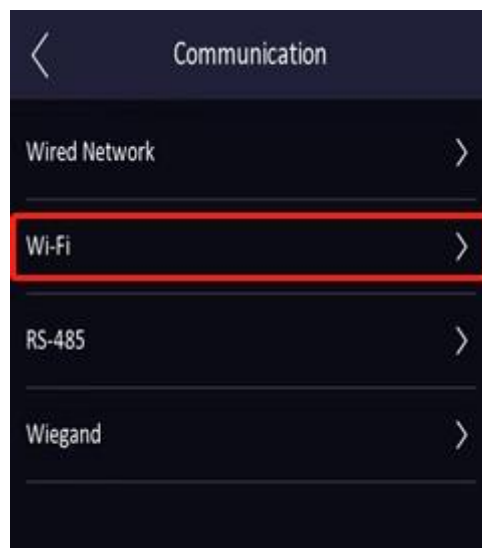 Communication
Wired Network
Wi-Fi
RS-485
Wiegand